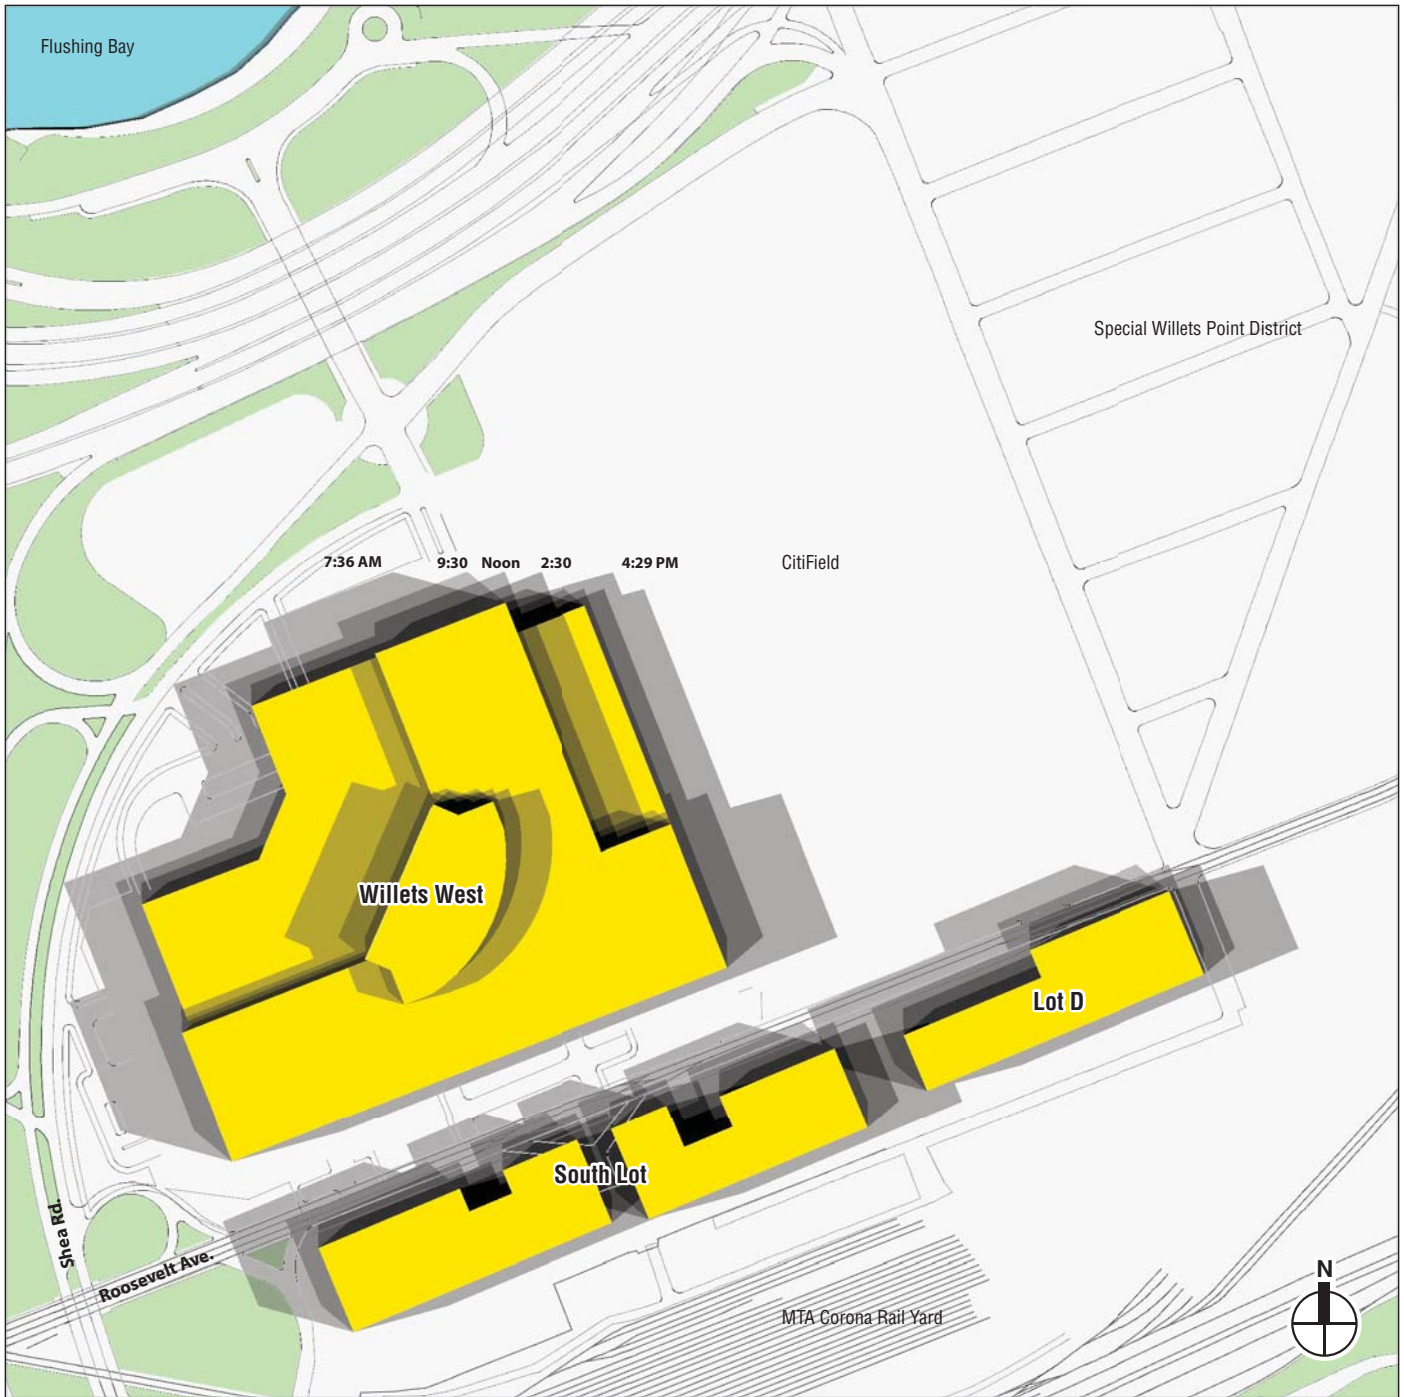 Flushing Bay
Special Willets Point District
7:36 AM 9:30 Noon 2:30 4:29 PM
CitiField
Willets West
Lot D
South Lot
Shea Rd.
Roosevelt Ave.
N
MTA Corona Rail Yard